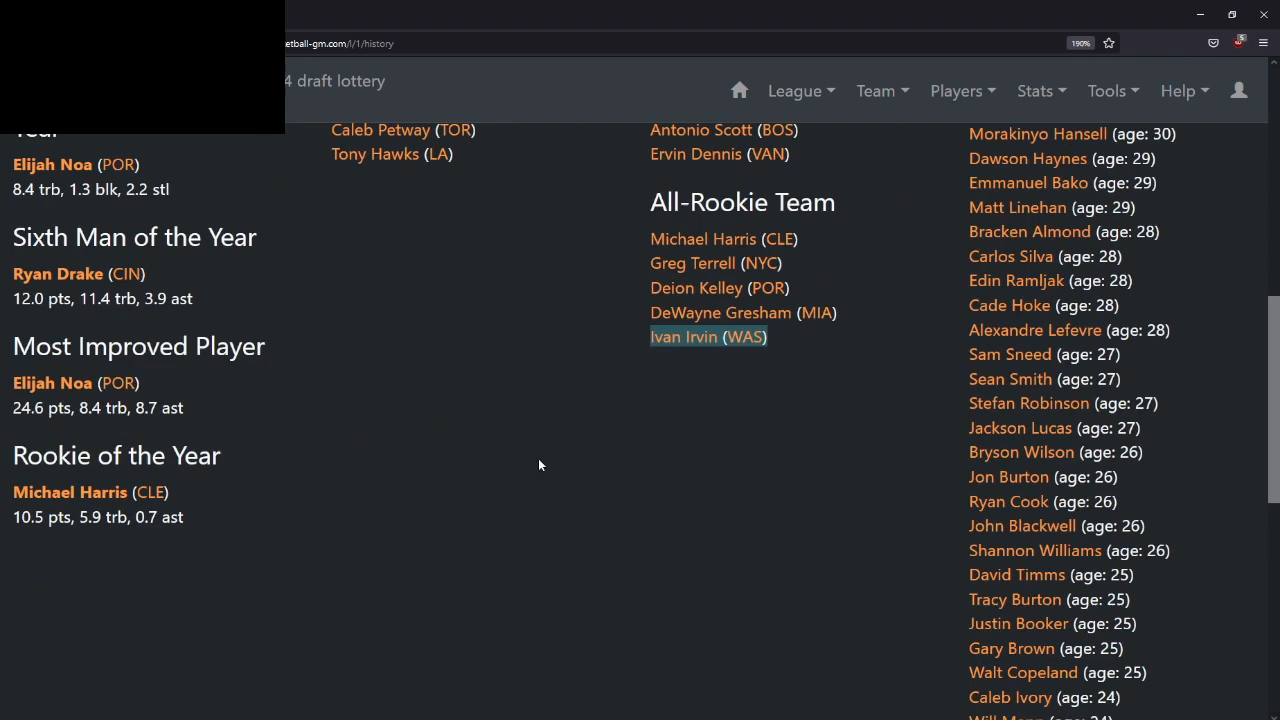 etball-gm.com/l/1/history
190%
5
4 draft lottery
League
Team
Players
Stats
Tools
Help
Year
Elijah Noa (POR)
8.4 trb, 1.3 blk, 2.2 stl
Sixth Man of the Year
Ryan Drake (CIN)
12.0 pts, 11.4 trb, 3.9 ast
Most Improved Player
Elijah Noa (POR)
24.6 pts, 8.4 trb, 8.7 ast
Rookie of the Year
Michael Harris (CLE)
10.5 pts, 5.9 trb, 0.7 ast
Caleb Petway (TOR)
Tony Hawks (LA)
Antonio Scott (BOS)
Ervin Dennis (VAN)
All-Rookie Team
Michael Harris (CLE)
Greg Terrell (NYC)
Deion Kelley (POR)
DeWayne Gresham (MIA)
Ivan Irvin (WAS)
Morakinyo Hansell (age: 30)
Dawson Haynes (age: 29)
Emmanuel Bako (age: 29)
Matt Linehan (age: 29)
Bracken Almond (age: 28)
Carlos Silva (age: 28)
Edin Ramljak (age: 28)
Cade Hoke (age: 28)
Alexandre Lefevre (age: 28)
Sam Sneed (age: 27)
Sean Smith (age: 27)
Stefan Robinson (age: 27)
Jackson Lucas (age: 27)
Bryson Wilson (age: 26)
Jon Burton (age: 26)
Ryan Cook (age: 26)
John Blackwell (age: 26)
Shannon Williams (age: 26)
David Timms (age: 25)
Tracy Burton (age: 25)
Justin Booker (age: 25)
Gary Brown (age: 25)
Walt Copeland (age: 25)
Caleb Ivory (age: 24)